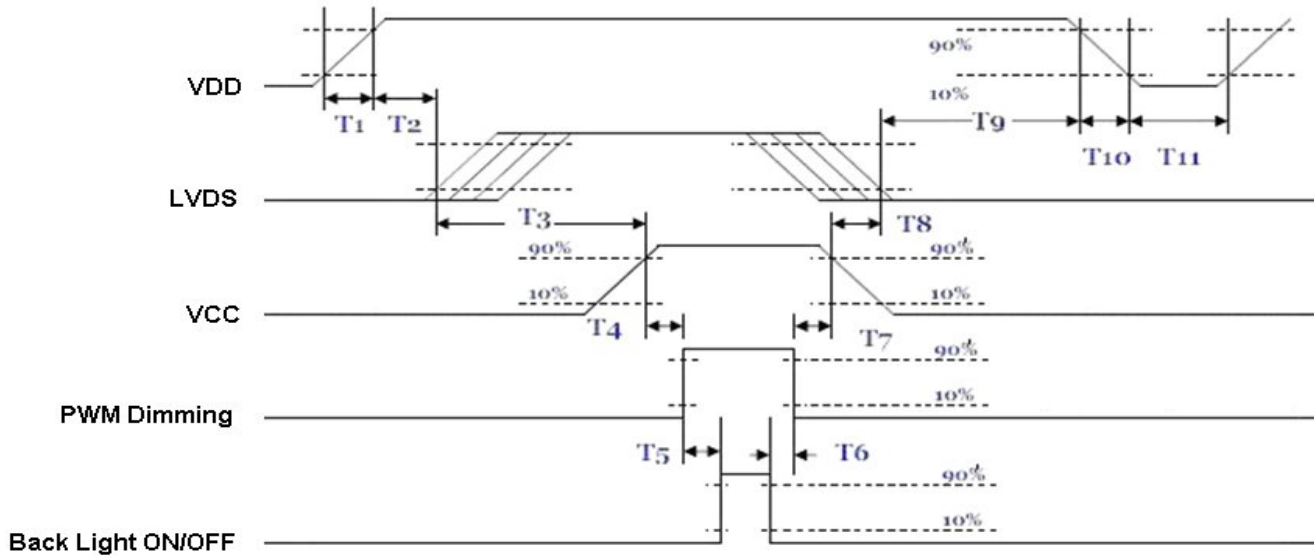 90%
VDD
10%
T1 T2 T9
T10 T11
LVDS
T3 T8
90% 90%
10% 10%
VCC
T4 T7
90%
10%
PWM Dimming
T5 T6
90%
10%
Back Light ON/OFF